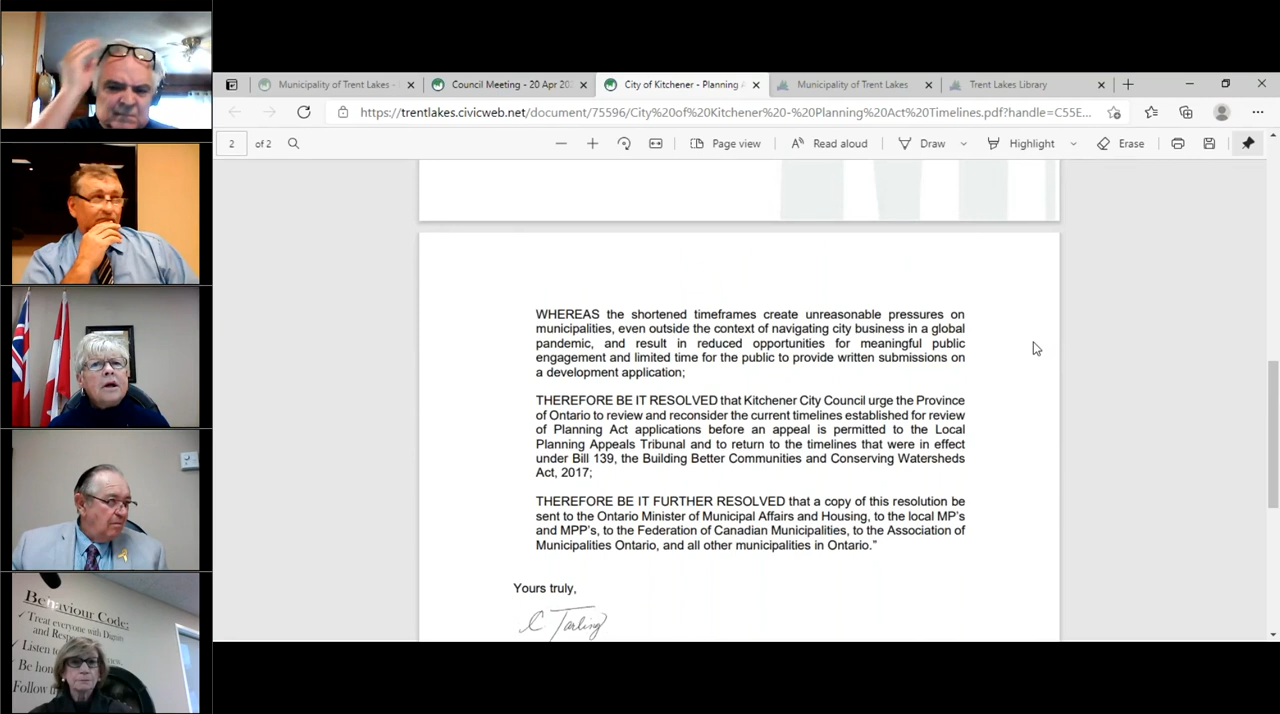 Municipality of Trent Lakes -
Council Meeting - 20 Apr 202
City of Kitchener - Planning A
Municipality of Trent Lakes
Trent Lakes Library
https://trentlakes.civicweb.net/document/75596/City%20of%20Kitchener%20-%20Planning%20Act%20Timelines.pdf?handle=C55E...
2 of 2
Page view
Read aloud
Draw
Highlight
Erase
WHEREAS the shortened timeframes create unreasonable pressures on
municipalities, even outside the context of navigating city business in a global
pandemic, and result in reduced opportunities for meaningful public
engagement and limited time for the public to provide written submissions on
a development application;
THEREFORE BE IT RESOLVED that Kitchener City Council urge the Province
of Ontario to review and reconsider the current timelines established for review
of Planning Act applications before an appeal is permitted to the Local
Planning Appeals Tribunal and to return to the timelines that were in effect
under Bill 139, the Building Better Communities and Conserving Watersheds
Act, 2017;
THEREFORE BE IT FURTHER RESOLVED that a copy of this resolution be
sent to the Ontario Minister of Municipal Affairs and Housing, to the local MP's
and MPP's, to the Federation of Canadian Municipalities, to the Association of
Municipalities Ontario, and all other municipalities in Ontario."
Yours truly,
C Tarling
Behaviour Code:
Treat everyone with Dignity
and
Listen
Be
Follow